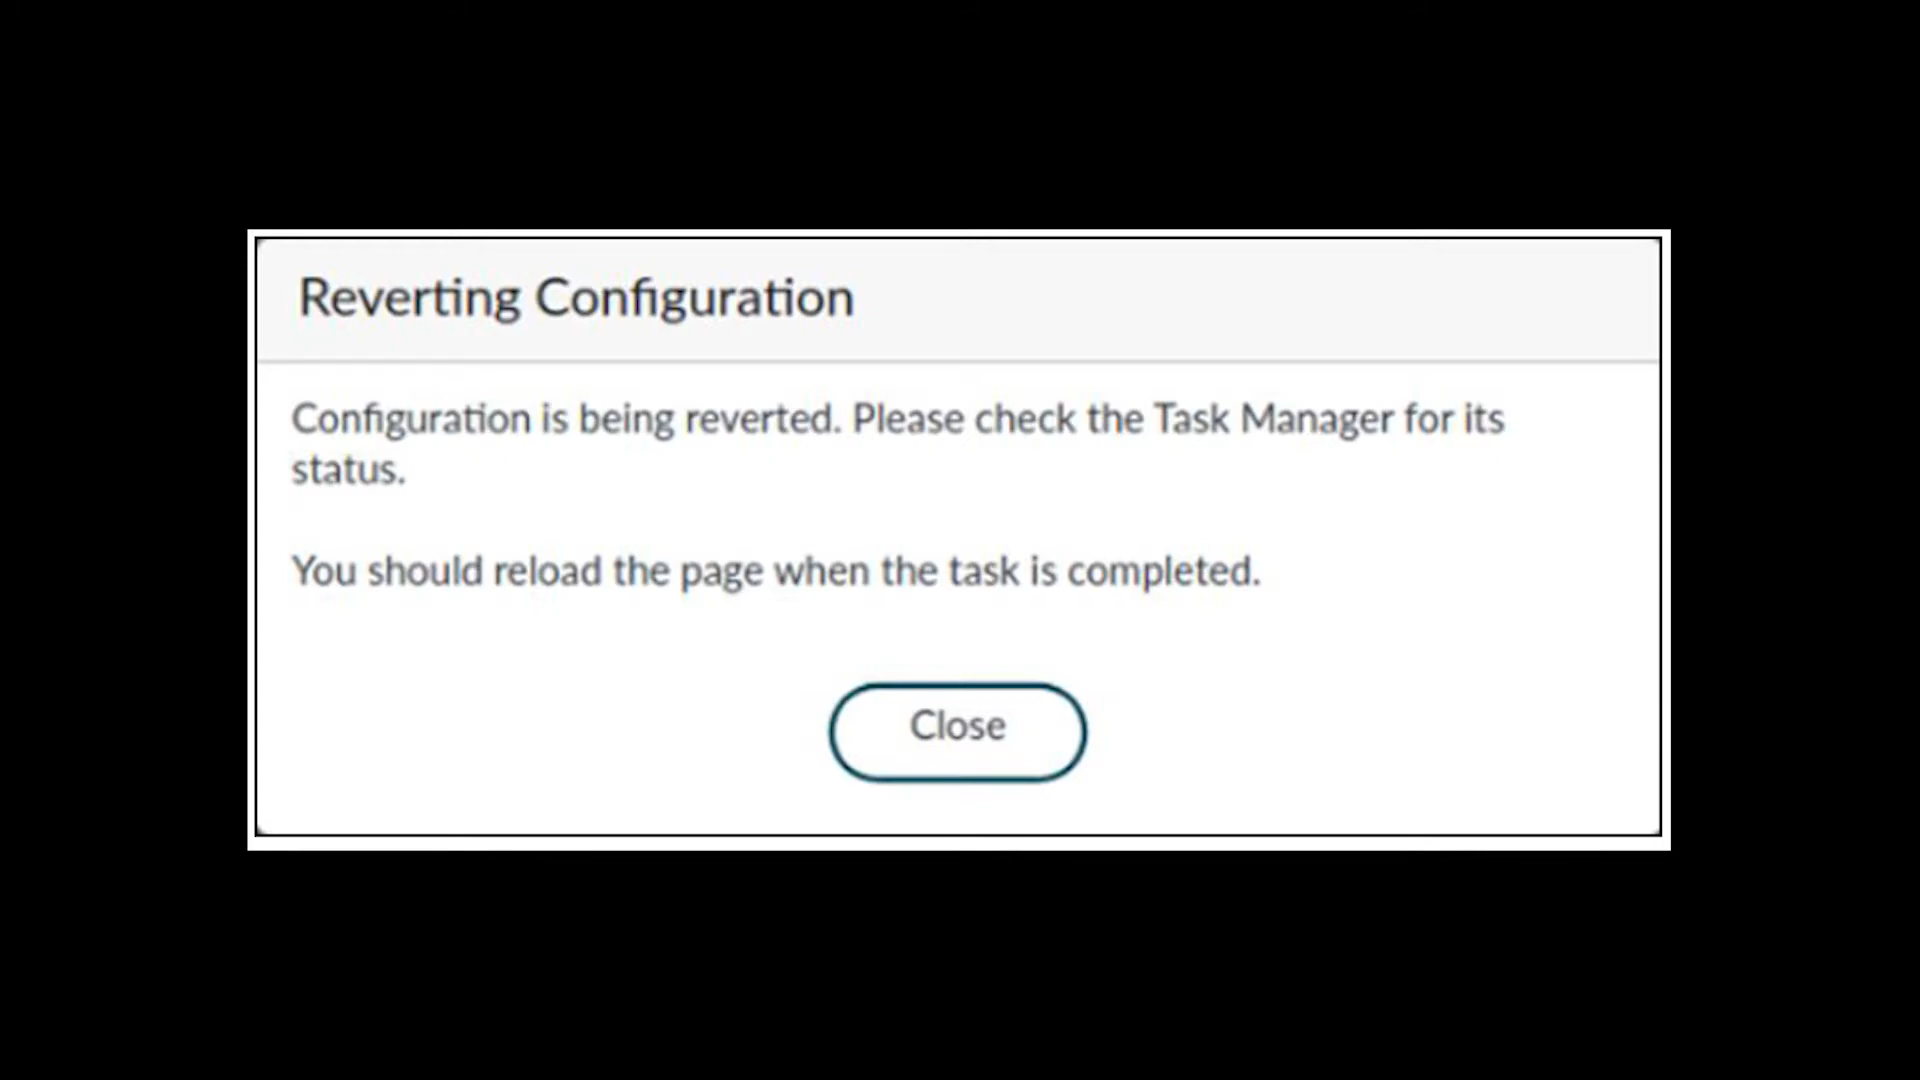 Reverting Configuration
Configuration is being reverted. Please check the Task Manager for its
status.
You should reload the page when the task is completed.
Close